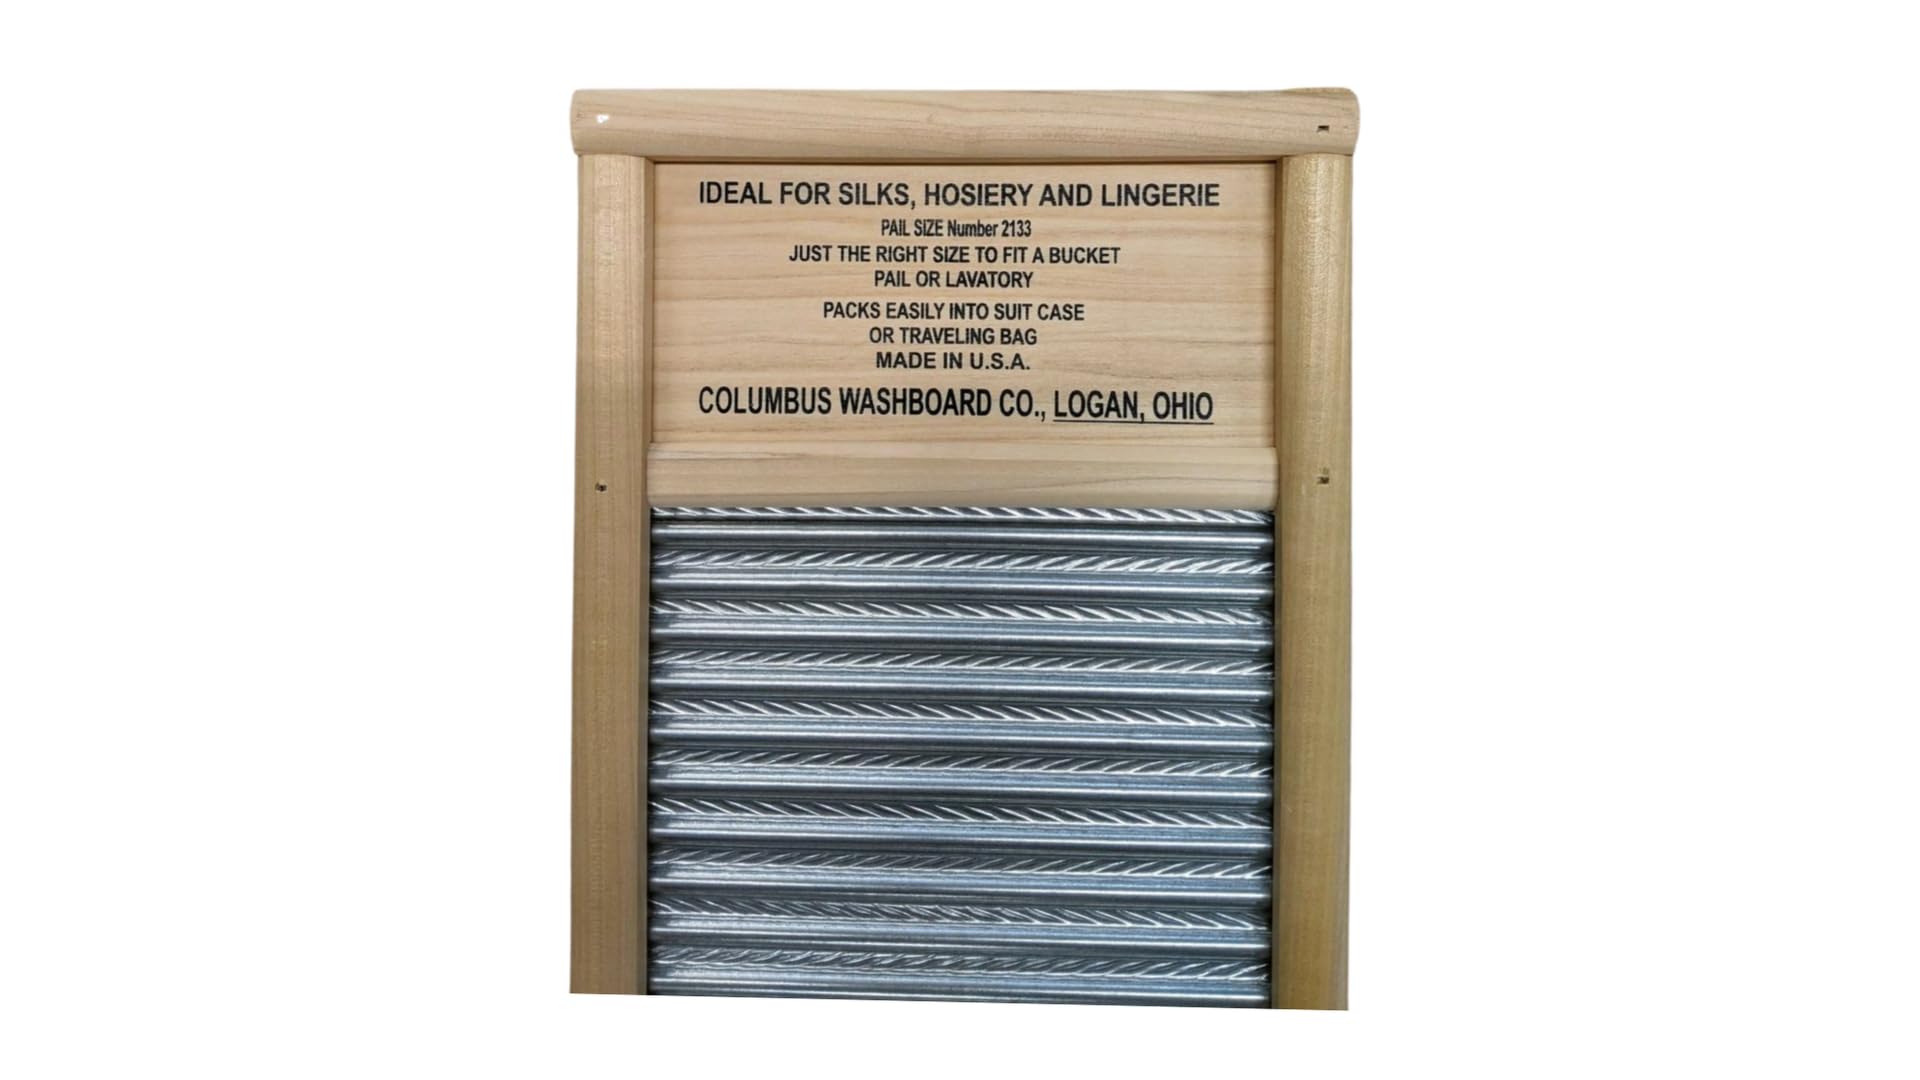 IDEAL FOR SILKS, HOSIERY AND LINGERIE
PAIL SIZE Number 2133
JUST THE RIGHT SIZE TO FIT A BUCKET
PAIL OR LAVATORY
PACKS EASILY INTO SUIT CASE
OR TRAVELING BAG
MADE IN U.S.A.
COLUMBUS WASHBOARD CO., LOGAN, OHIO